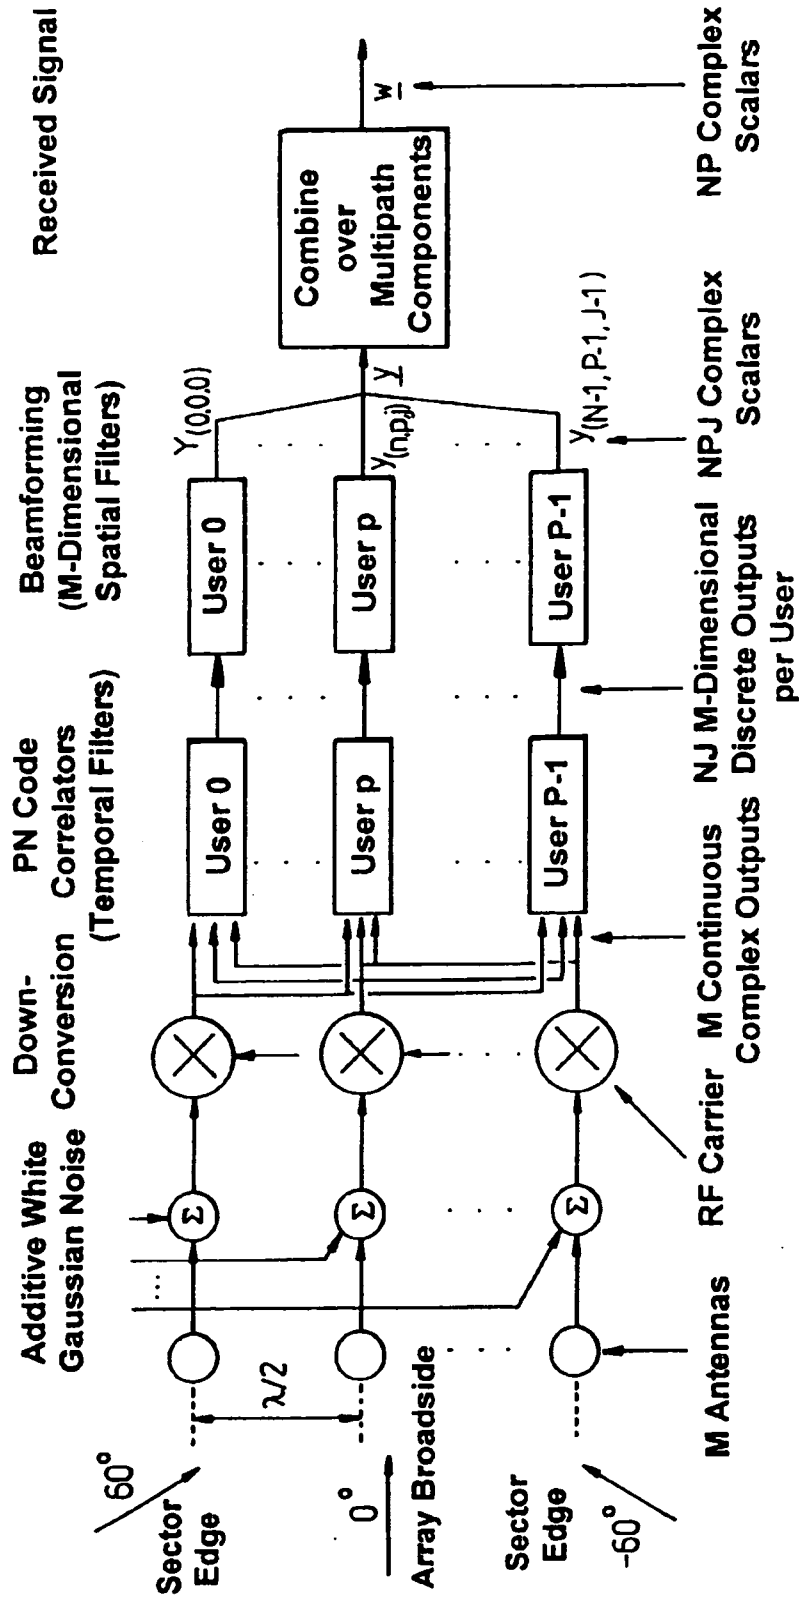 Additive White
Gaussian Noise
Down-
Conversion
PN Code
Correlators
(Temporal Filters)
Beamforming
(M-Dimensional
Spatial Filters)
Received Signal
60°
Sector
Edge
λ/2
0°
Array Broadside
Sector
Edge
-60°
Σ
Σ
Σ
User 0
User p
User P-1
User 0
User p
User P-1
Y(0,0,0)
y(n,p,j)
y(N-1,P-1,J-1)
y
Combine
over
Multipath
Components
w
M Antennas
RF Carrier
M Continuous
Complex Outputs
NJ M-Dimensional
Discrete Outputs
per User
NPJ Complex
Scalars
NP Complex
Scalars